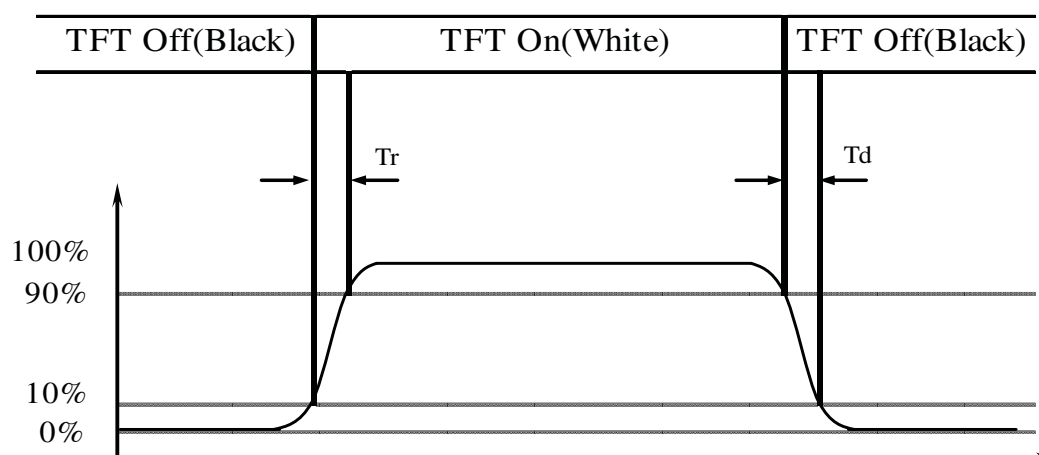 TFT Off(Black) TFT On(White) TFT Off(Black)
Tr Td
100%
90%
10%
0%